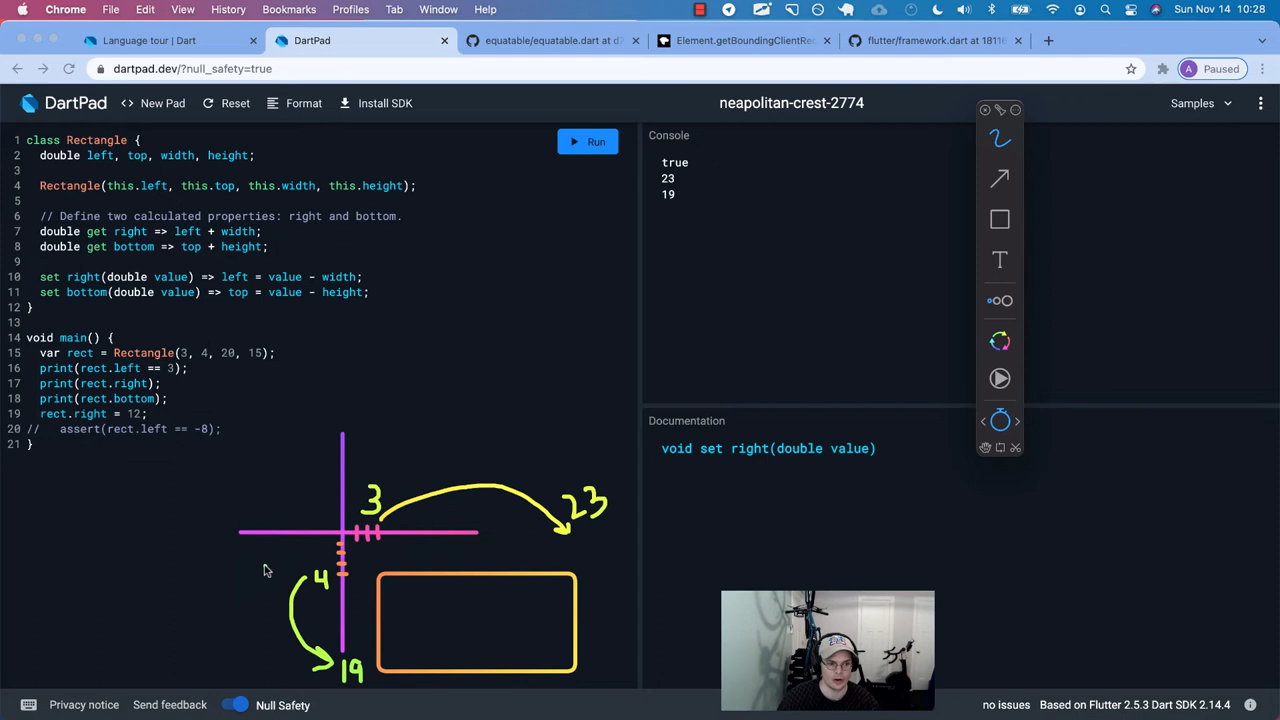 Chrome File Edit View History Bookmarks Profiles Tab Window Help Sun Nov 14 10:28
Language tour | Dart DartPad equatable/equatable.dart at d7 Element.getBoundingClientRec flutter/framework.dart at 18116
dartpad.dev/?null_safety=true A Paused
DartPad <> New Pad Reset Format Install SDK neapolitan-crest-2774 Samples
1 class Rectangle {
2 double left, top, width, height;
3
4 Rectangle(this.left, this.top, this.width, this.height);
5
6 // Define two calculated properties: right and bottom.
7 double get right => left + width;
8 double get bottom => top + height;
9
10 set right(double value) => left = value - width;
11 set bottom(double value) => top = value - height;
12 }
13
14 void main() {
15 var rect = Rectangle(3, 4, 20, 15);
16 print(rect.left == 3);
17 print(rect.right);
18 print(rect.bottom);
19 rect.right = 12;
20 // assert(rect.left == -8);
21 }
Run
3
23
4
19
Console
true
23
19
T
Documentation
void set right(double value)
Privacy notice Send feedback Null Safety no issues Based on Flutter 2.5.3 Dart SDK 2.14.4